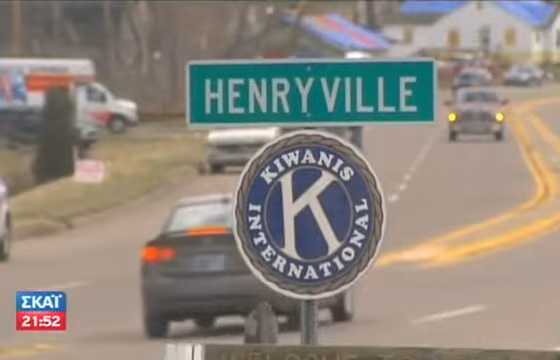 HENRYVILLE
KIWANIS
K
INTERNATIONAL
ΣΚΑΪ
21:52